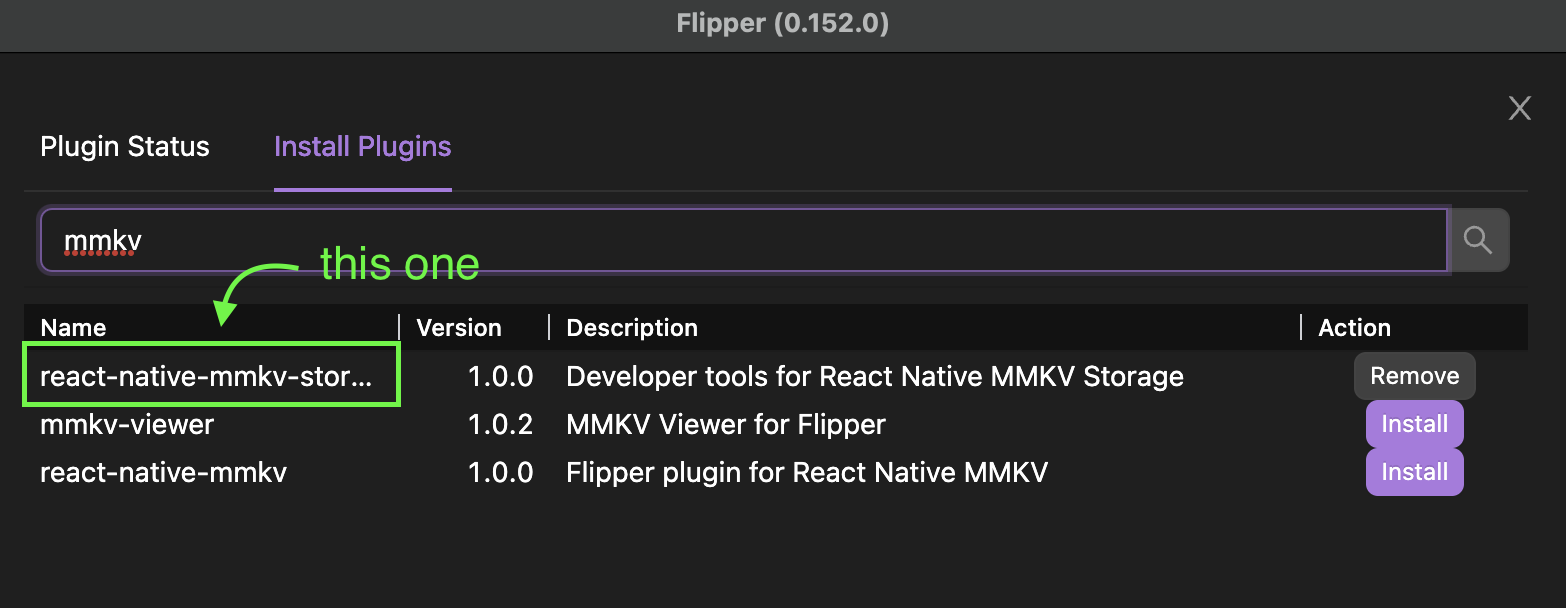 Flipper (0.152.0)
X
Plugin Status Install Plugins
mmkv
this one
Name Version Description Action
react-native-mmkv-stor... 1.0.0 Developer tools for React Native MMKV Storage Remove
mmkv-viewer 1.0.2 MMKV Viewer for Flipper Install
react-native-mmkv 1.0.0 Flipper plugin for React Native MMKV Install